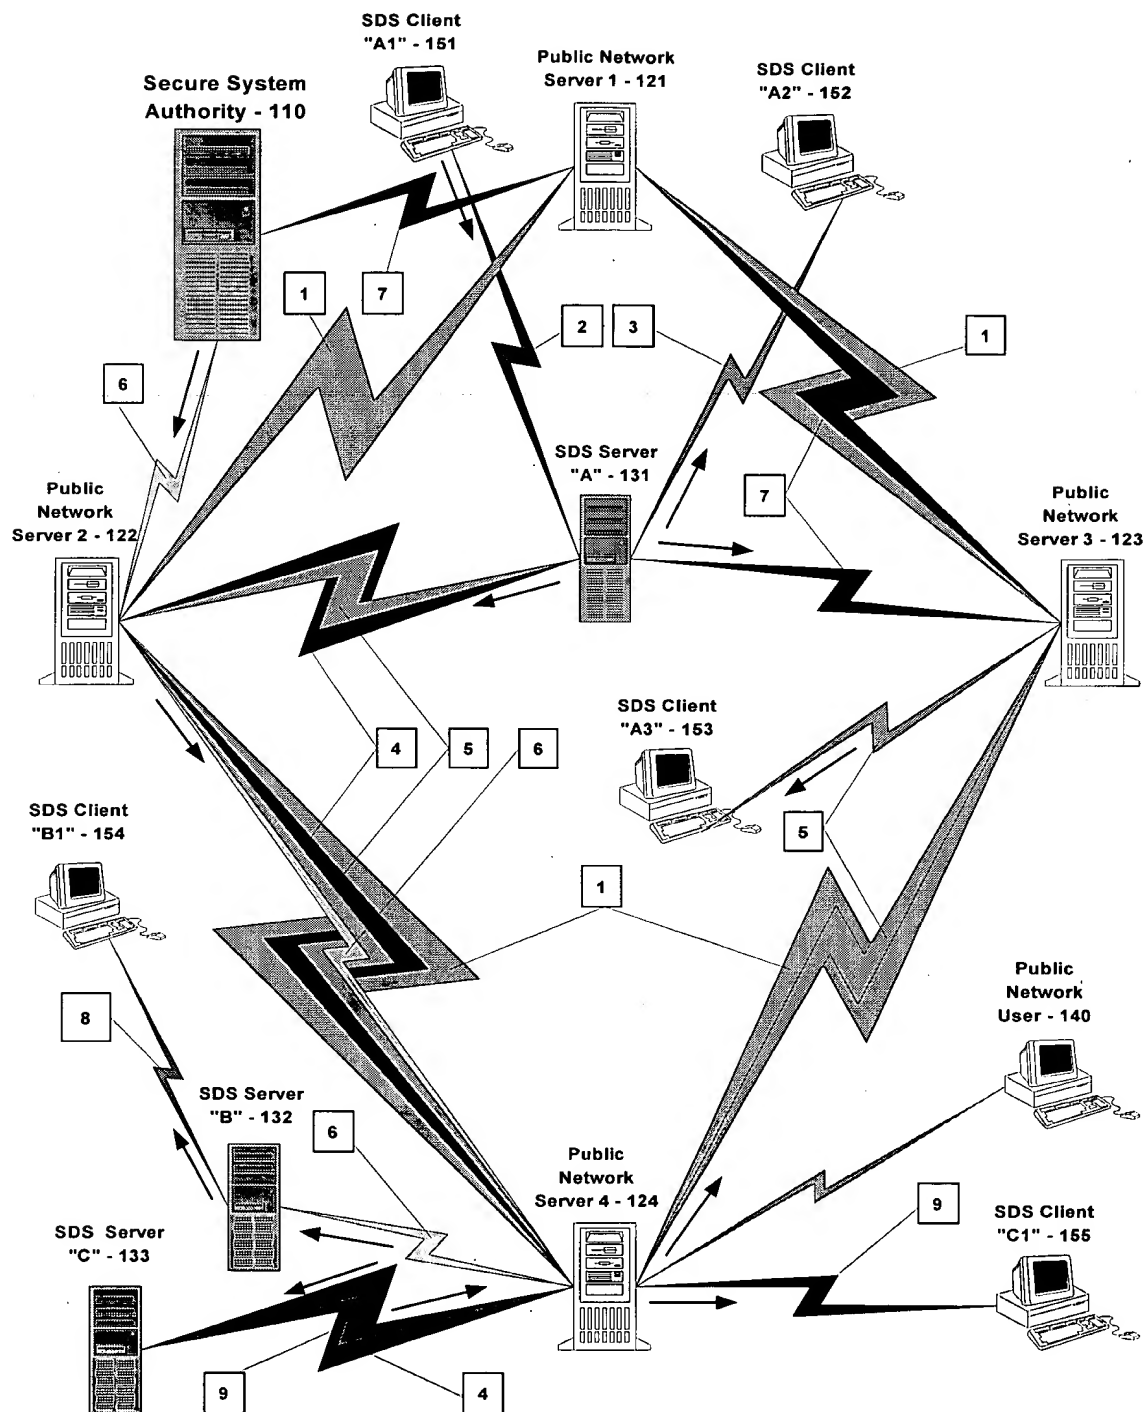 SDS Client
"A1" - 151
Public Network
Server 1 - 121
SDS Client
"A2" - 152
Secure System
Authority - 110
1
7
2
3
1
6
SDS Server
"A" - 131
7
Public
Network
Server 2 - 122
Public
Network
Server 3 - 123
SDS Client
"A3" - 153
4
5
6
5
SDS Client
"B1" - 154
1
Public
Network
User - 140
8
SDS Server
"B" - 132
6
Public
Network
Server 4 - 124
9
SDS Client
"C1" - 155
SDS Server
"C" - 133
9
4